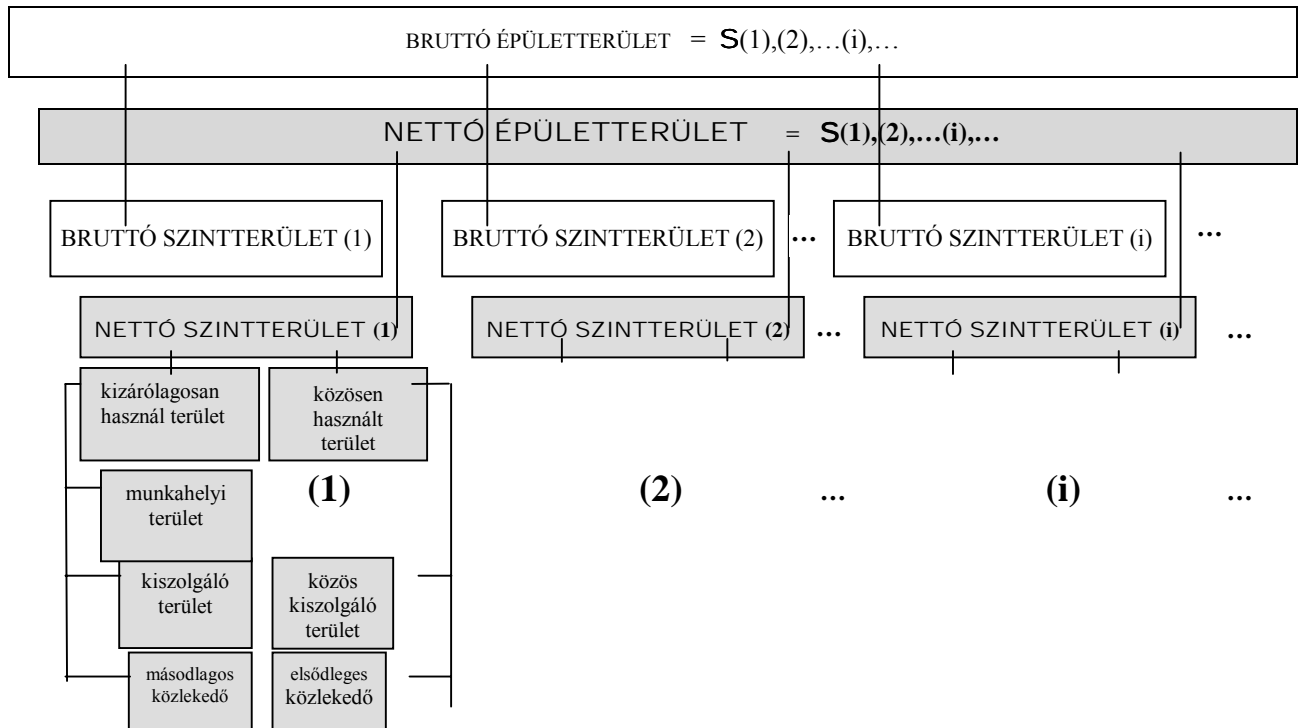 BRUTTÓ ÉPÜLETTERÜLET = S(1),(2),…(i),…
NETTÓ ÉPÜLETTERÜLET = S(1),(2),…(i),…
BRUTTÓ SZINTTERÜLET (1)
BRUTTÓ SZINTTERÜLET (2)
...
BRUTTÓ SZINTTERÜLET (i)
...
NETTÓ SZINTTERÜLET (1)
NETTÓ SZINTTERÜLET (2)
...
NETTÓ SZINTTERÜLET (i)
...
kizárólagosan
használ terület
közösen
használt
terület
munkahelyi
terület
(1)
(2)
...
(i)
...
kiszolgáló
terület
közös
kiszolgáló
terület
másodlagos
közlekedő
elsődleges
közlekedő